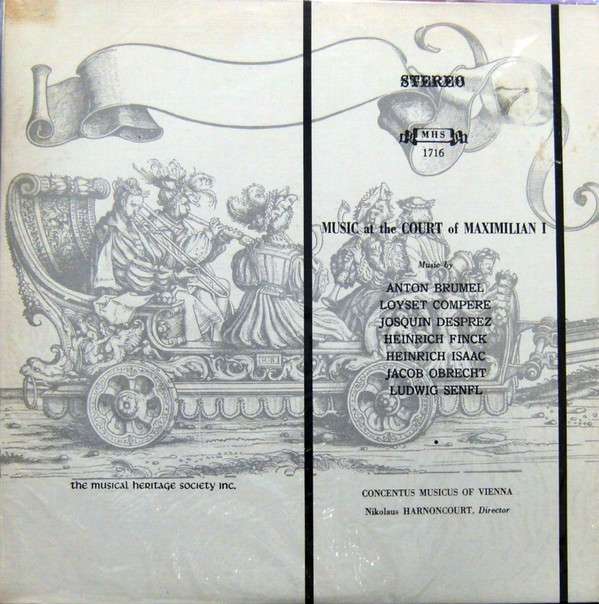 STEREO
MHS
1716
MUSIC at the COURT of MAXIMILIAN I
Music by
ANTON BRUMEL
LOYSET COMPERE
JOSQUIN DESPREZ
HEINRICH FINCK
HEINRICH ISAAC
JACOB OBRECHT
LUDWIG SENFL
the musical heritage society inc.
CONCENTUS MUSICUS OF VIENNA
Nikolaus HARNONCOURT, Director